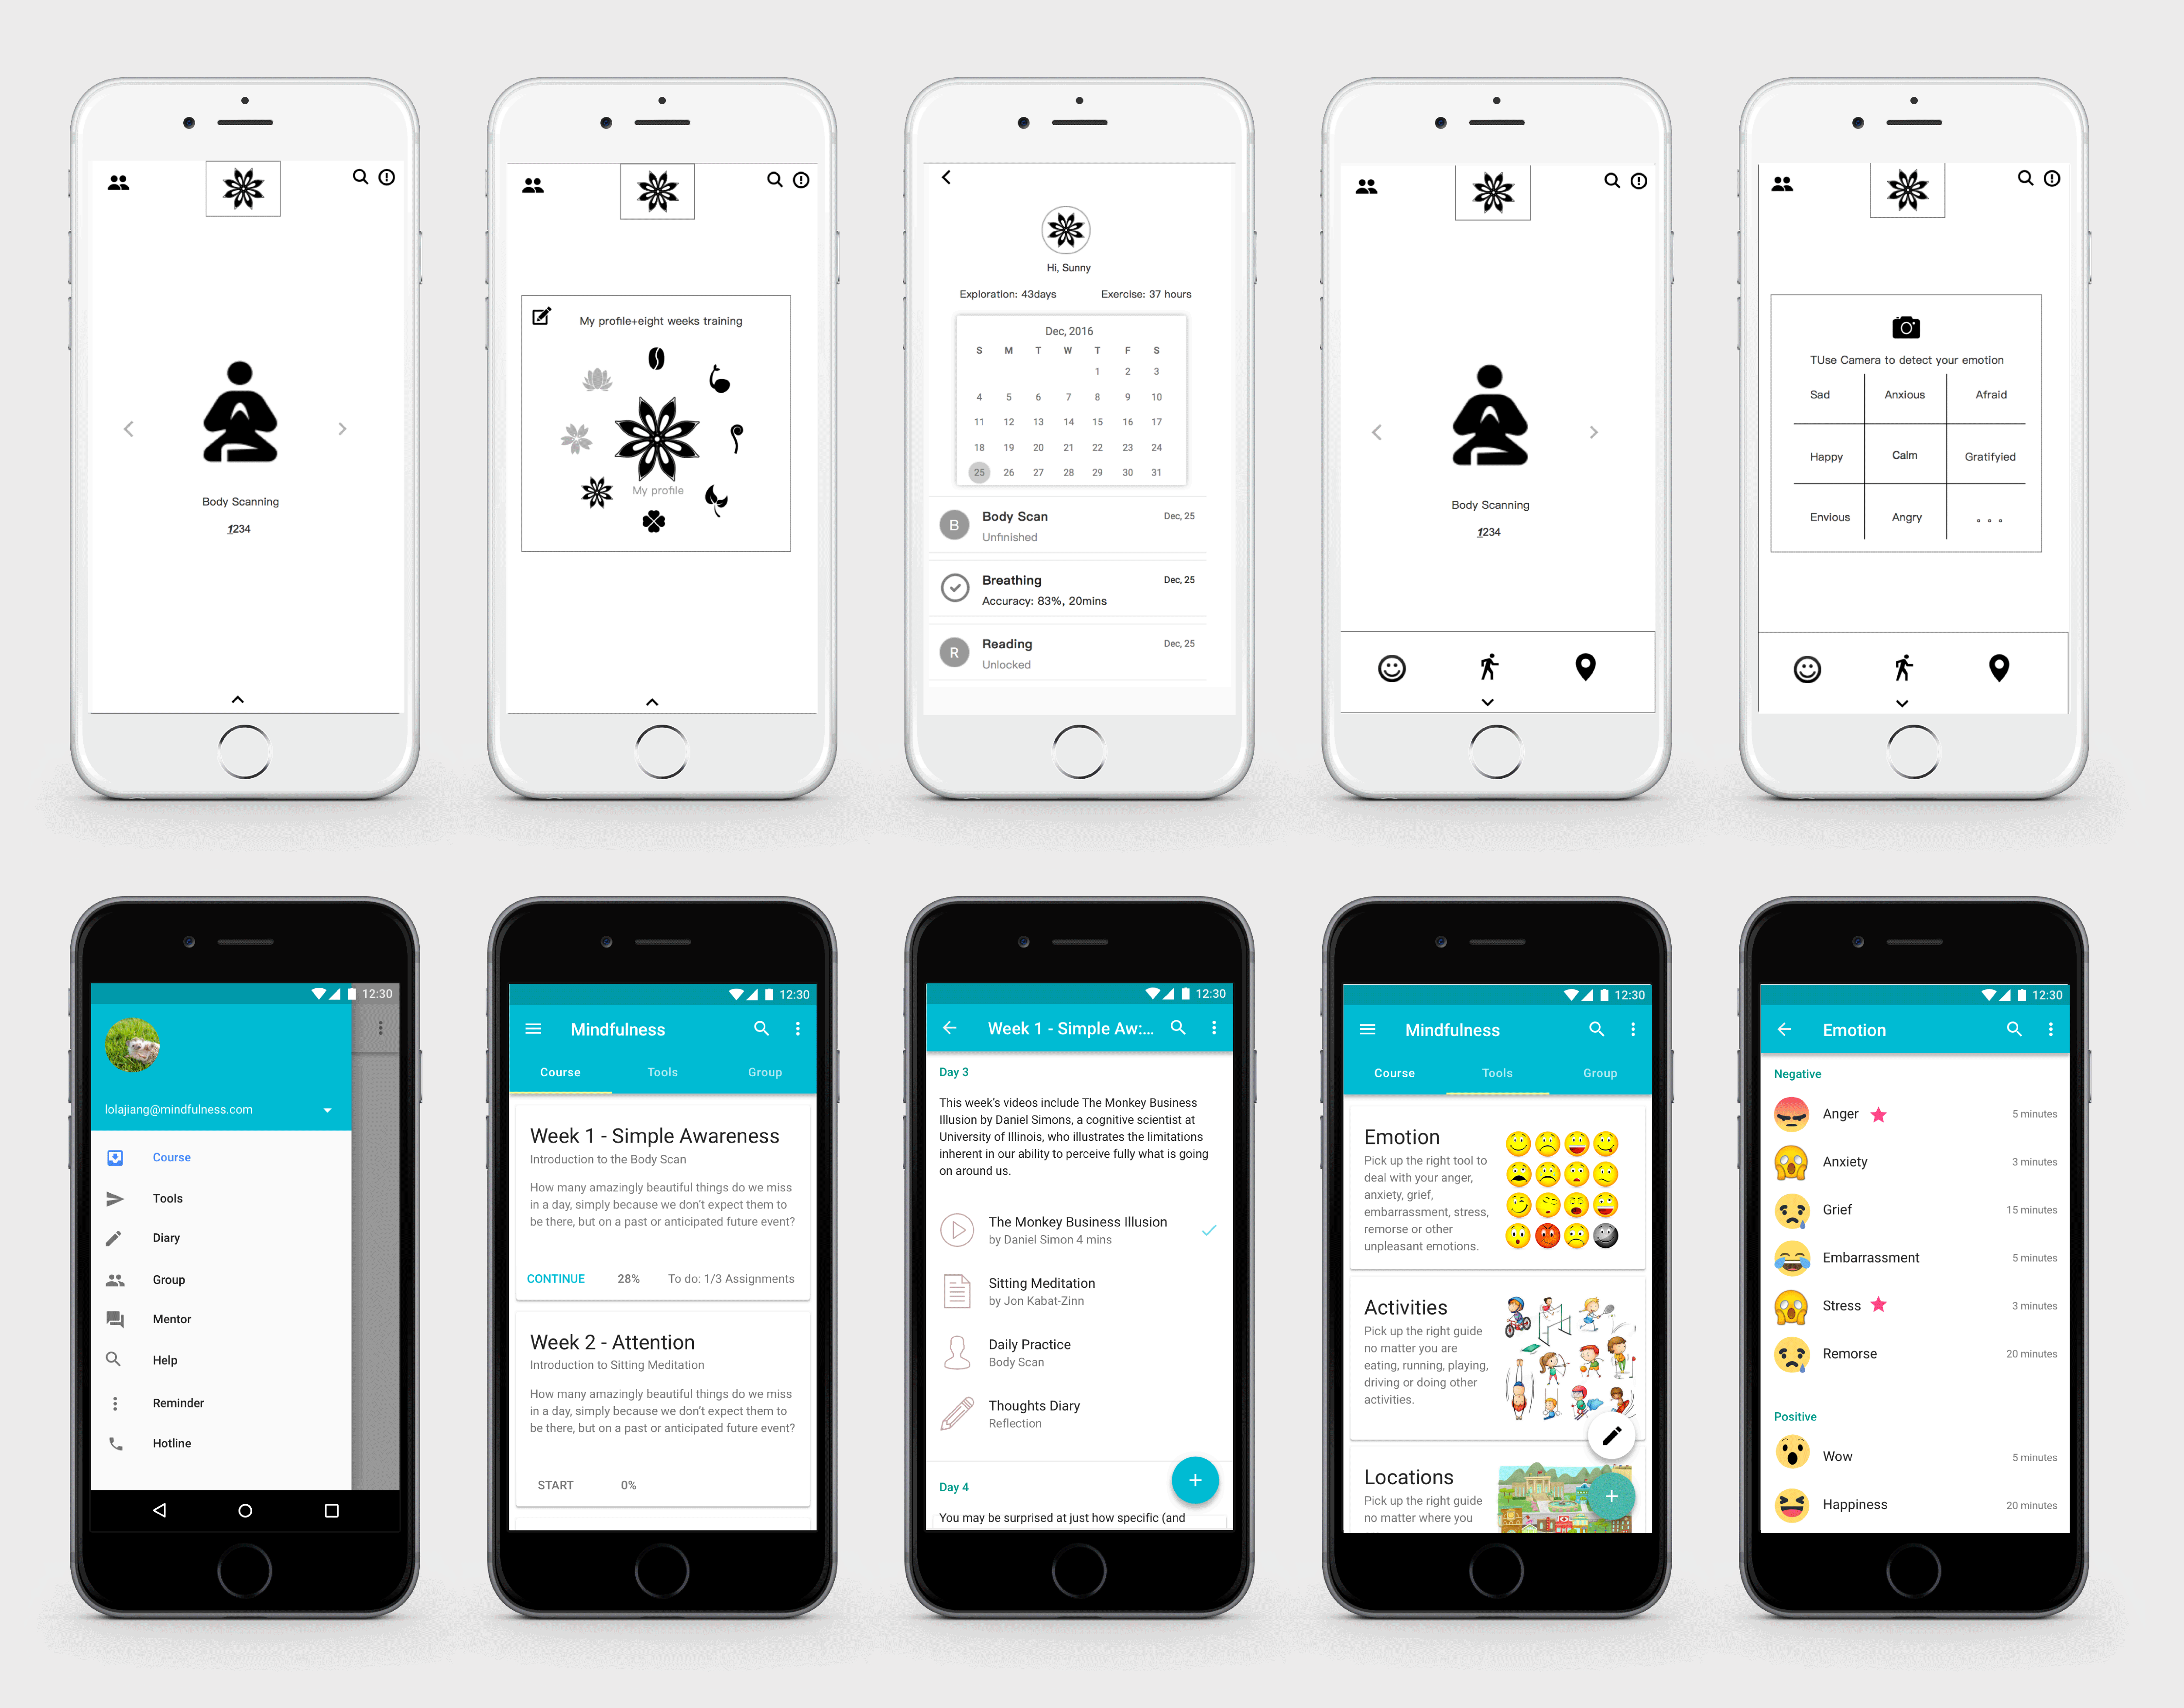 Body Scanning
1234
My profile+eight weeks training
My profile
Hi, Sunny
Exploration: 43days Exercise: 37 hours
Dec, 2016
S M T W T F S
1 2 3
4 5 6 7 8 9 10
11 12 13 14 15 16 17
18 19 20 21 22 23 24
25 26 27 28 29 30 31
B Body Scan Dec, 25
Unfinished
Breathing Dec, 25
Accuracy: 83%, 20mins
R Reading Dec, 25
Unlocked
Body Scanning
1234
TUse Camera to detect your emotion
Sad Anxious Afraid
Happy Calm Gratifyled
Envious Angry
12:30
lolajiang@mindfulness.com
Course
Tools
Diary
Group
Mentor
Help
Reminder
Hotline
12:30
Mindfulness
Course Tools Group
Week 1 - Simple Awareness
Introduction to the Body Scan
How many amazingly beautiful things do we miss
in a day, simply because we don't expect them to
be there, but on a past or anticipated future event?
CONTINUE 28% To do: 1/3 Assignments
Week 2 - Attention
Introduction to Sitting Meditation
How many amazingly beautiful things do we miss
in a day, simply because we don't expect them to
be there, but on a past or anticipated future event?
START 0%
12:30
Week 1 - Simple Aw:...
Day 3
This week's videos include The Monkey Business
Illusion by Daniel Simons, a cognitive scientist at
University of Illinois, who illustrates the limitations
inherent in our ability to perceive fully what is going
on around us.
The Monkey Business Illusion
by Daniel Simon 4 mins
Sitting Meditation
by Jon Kabat-Zinn
Daily Practice
Body Scan
Thoughts Diary
Reflection
Day 4
You may be surprised at just how specific (and
12:30
Mindfulness
Course Tools Group
Emotion
Pick up the right tool to
deal with your anger,
anxiety, grief,
embarrassment, stress,
remorse or other
unpleasant emotions.
Activities
Pick up the right guide
no matter you are
eating, running, playing,
driving or doing other
activities.
Locations
Pick up the right guide
no matter where you
12:30
Emotion
Negative
Anger 5 minutes
Anxiety 3 minutes
Grief 15 minutes
Embarrassment 5 minutes
Stress 3 minutes
Remorse 20 minutes
Positive
Wow 5 minutes
Happiness 20 minutes